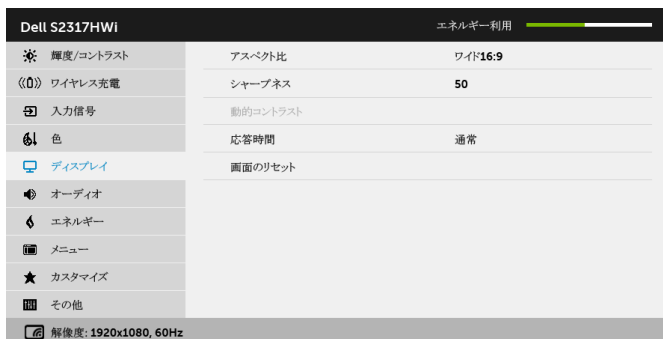 Dell S2317HWi
エネルギー利用
輝度/コントラスト
アスペクト比
ワイド16:9
ワイヤレス充電
シャープネス
50
入力信号
動的コントラスト
色
応答時間
通常
ディスプレイ
画面のリセット
オーディオ
エネルギー
メニュー
カスタマイズ
その他
解像度: 1920x1080, 60Hz